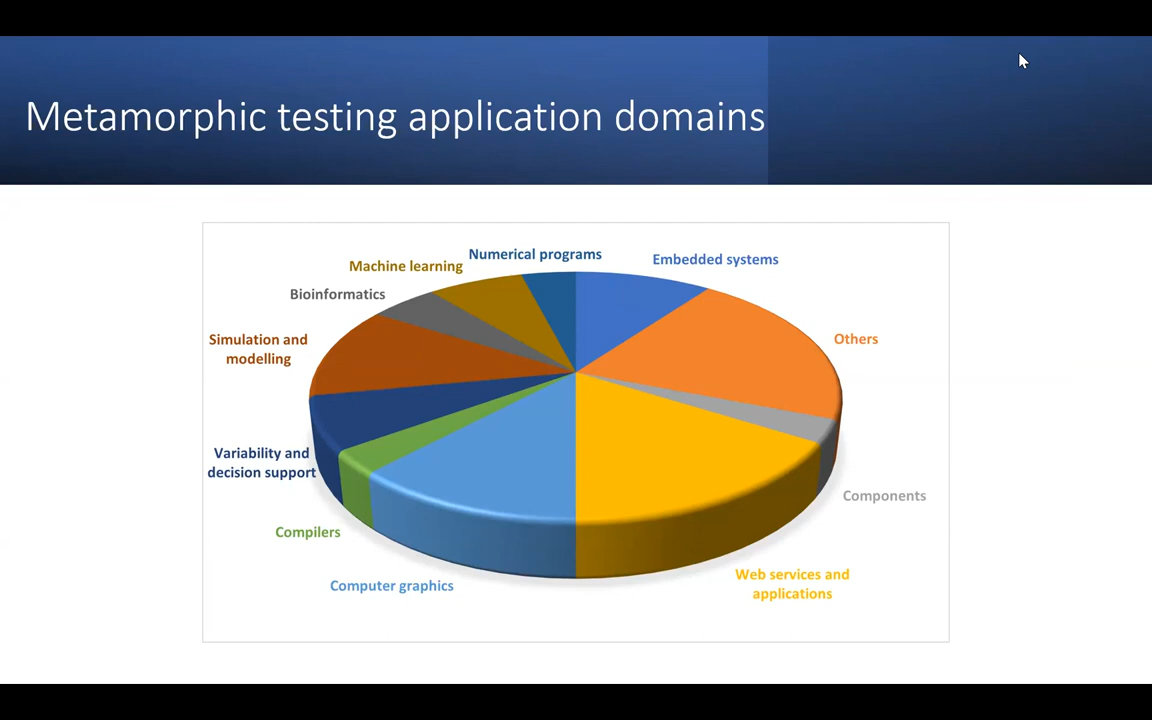 Metamorphic testing application domains
Numerical programs
Embedded systems
Machine learning
Bioinformatics
Others
Simulation and
modelling
Variability and
decision support
Components
Compilers
Computer graphics
Web services and
applications